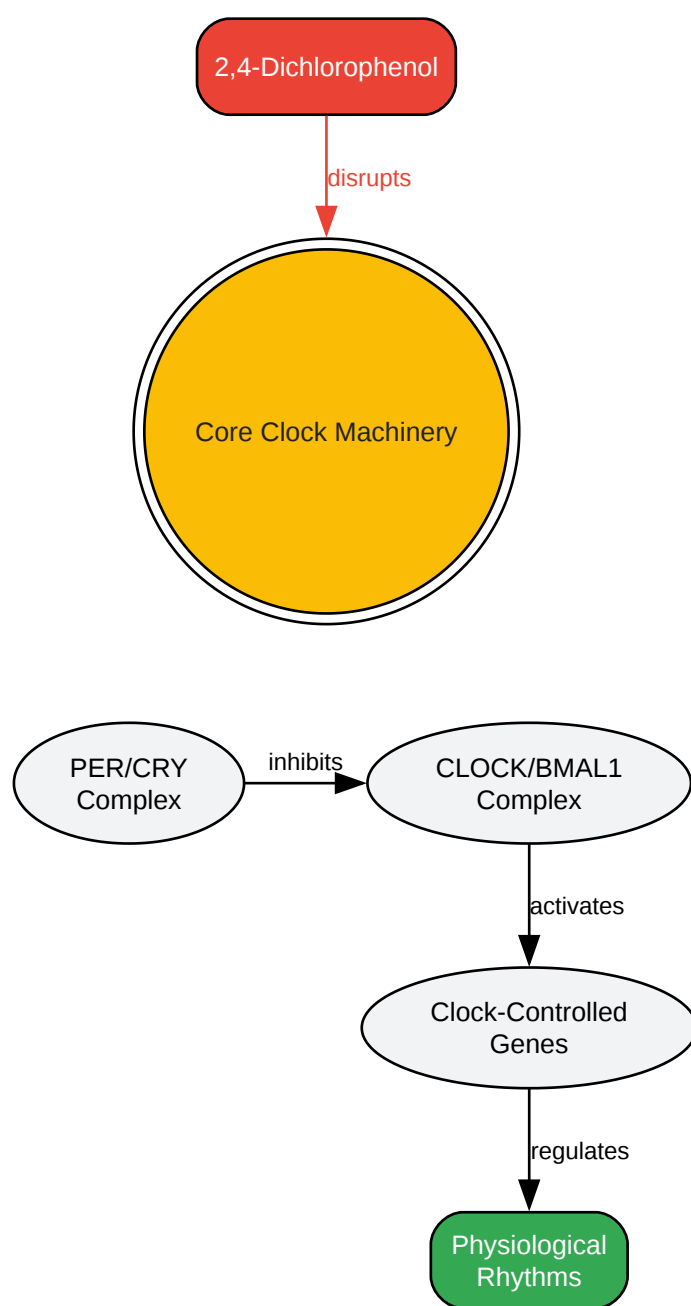 2,4-Dichlorophenol
disrupts
Core Clock Machinery
PER/CRY
Complex
inhibits
CLOCK/BMAL1
Complex
activates
Clock-Controlled
Genes
regulates
Physiological
Rhythms